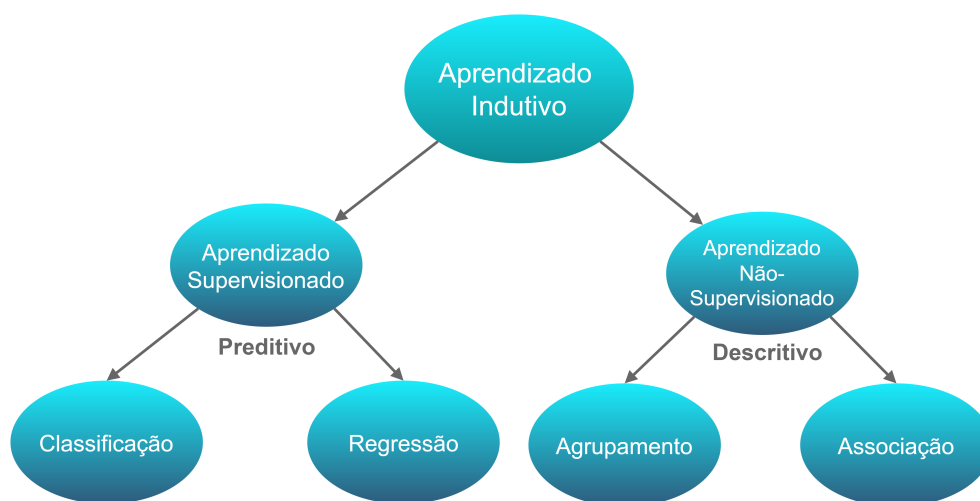 Aprendizado
Indutivo
Aprendizado
Supervisionado
Aprendizado
Não-
Supervisionado
Preditivo
Descritivo
Classificação
Regressão
Agrupamento
Associação